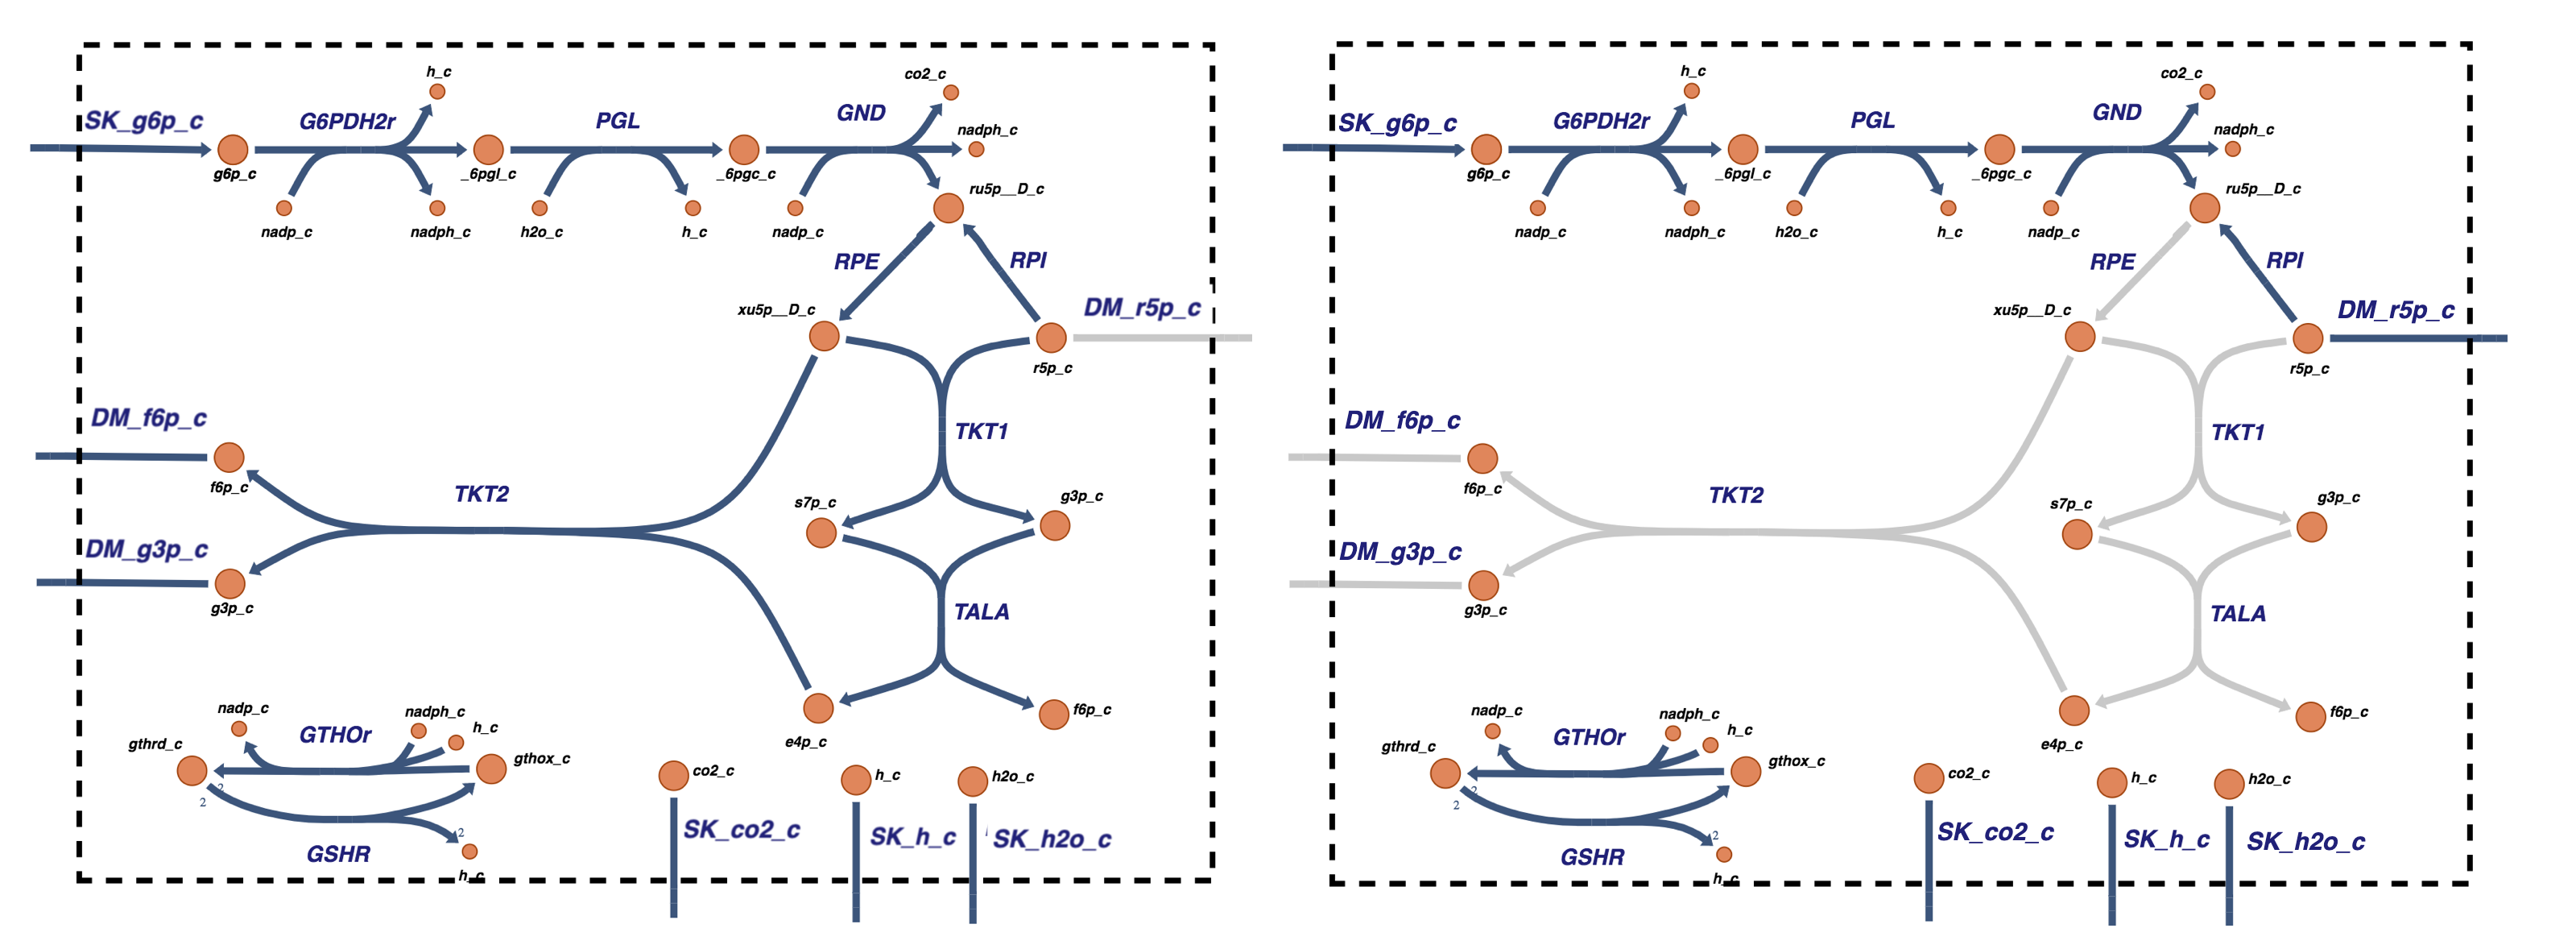 h_c
co2_c
SK_g6p_c
G6PDH2r
PGL
GND
nadph_c
g6p_c
_6pgl_c
_6pgc_c
ru5p__D_c
nadp_c
nadph_c
h2o_c
h_c
nadp_c
RPE
RPI
xu5p__D_c
DM_r5p_c
r5p_c
DM_f6p_c
TKT1
f6p_c
TKT2
s7p_c
g3p_c
DM_g3p_c
g3p_c
TALA
nadp_c
nadph_c
h_c
f6p_c
gthrd_c
GTHOr
gthox_c
e4p_c
2
2
co2_c
h_c
h2o_c
SK_co2_c
SK_h_c
SK_h2o_c
2
GSHR
h_c
h_c
co2_c
SK_g6p_c
G6PDH2r
PGL
GND
nadph_c
g6p_c
_6pgl_c
_6pgc_c
ru5p__D_c
nadp_c
nadph_c
h2o_c
h_c
nadp_c
RPE
RPI
xu5p__D_c
DM_r5p_c
r5p_c
DM_f6p_c
TKT1
f6p_c
TKT2
s7p_c
g3p_c
DM_g3p_c
g3p_c
TALA
nadp_c
nadph_c
h_c
f6p_c
gthrd_c
GTHOr
gthox_c
e4p_c
2
2
co2_c
h_c
h2o_c
SK_co2_c
SK_h_c
SK_h2o_c
2
GSHR
h_c